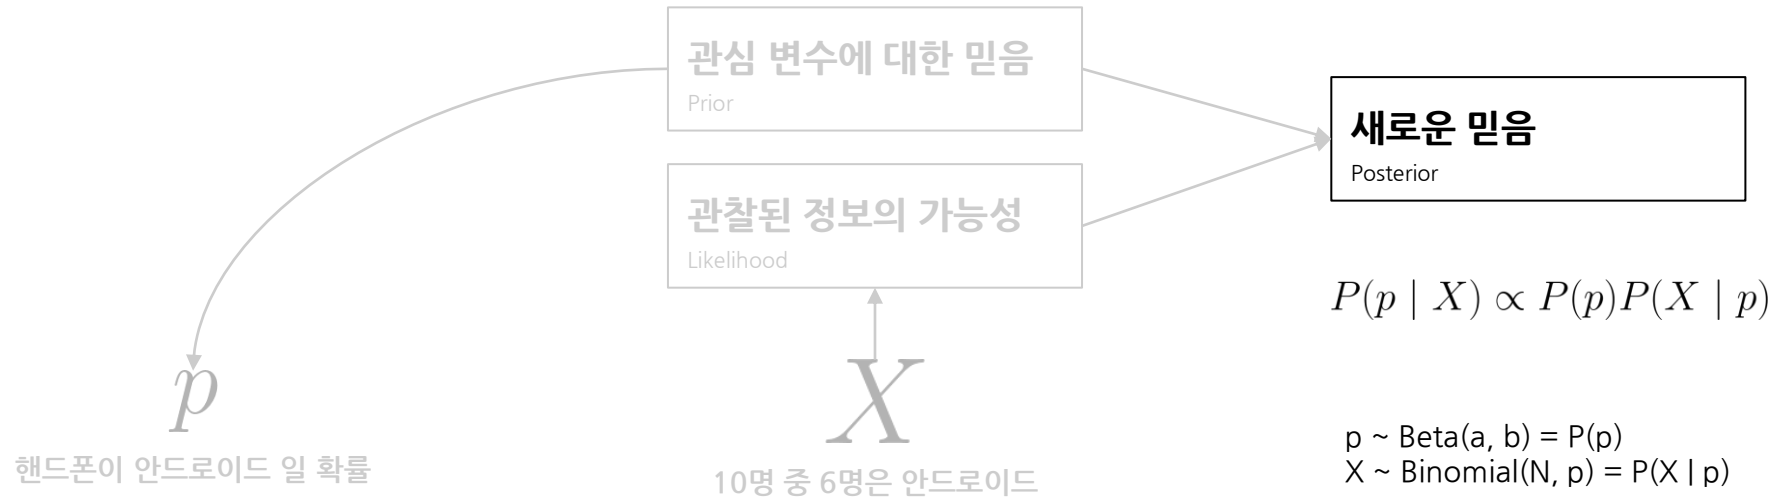 관심 변수에 대한 믿음
Prior
관찰된 정보의 가능성
Likelihood
새로운 믿음
Posterior
P(p | X) ∝ P(p)P(X | p)
p
핸드폰이 안드로이드 일 확률
X
10명 중 6명은 안드로이드
p ~ Beta(a, b) = P(p)
X ~ Binomial(N, p) = P(X | p)